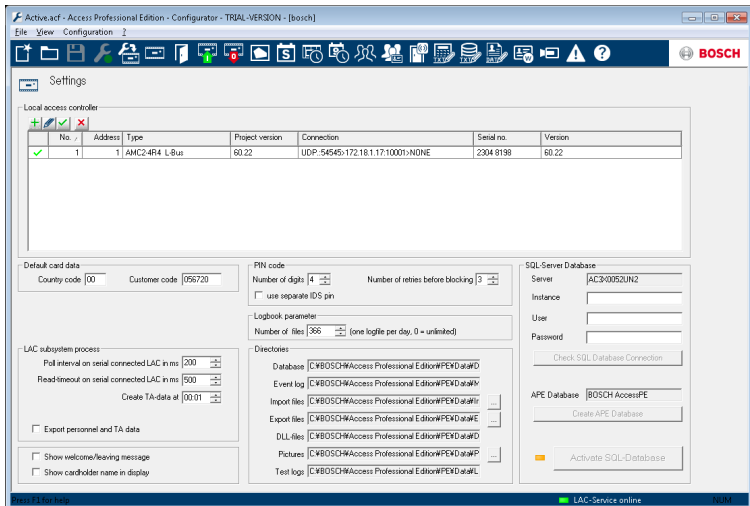 Active.acf - Access Professional Edition - Configurator - TRIAL-VERSION - [bosch]
File View Configuration ?
BOSCH
Settings
Local access controller
No. Address Type Project version Connection Serial no. Version
1 1 AMC2-4R4 L-Bus 60.22 UDP.:54545>172.18.1.17:10001>NONE 2304 8198 60.22
Default card data
Country code 00 Customer code 056720
PIN code
Number of digits 4 Number of retries before blocking 3
use separate IDS pin
Logbook parameter
Number of files 366 (one logfile per day, 0 = unlimited)
LAC subsystem process
Poll interval on serial connected LAC in ms 200
Read-timeout on serial connected LAC in ms 500
Create TA-data at 00:01
Export personnel and TA data
Show welcome/leaving message
Show cardholder name in display
Directories
Database C:¥BOSCH¥Access Professional Edition¥PE¥Data¥D
Event log C:¥BOSCH¥Access Professional Edition¥PE¥Data¥M
Import files C:¥BOSCH¥Access Professional Edition¥PE¥Data¥Im ...
Export files C:¥BOSCH¥Access Professional Edition¥PE¥Data¥E ...
DLL-files C:¥BOSCH¥Access Professional Edition¥PE¥Data¥D
Pictures C:¥BOSCH¥Access Professional Edition¥PE¥Data¥P ...
Test logs C:¥BOSCH¥Access Professional Edition¥PE¥Data¥L
SQL-Server Database
Server AC3X0052UN2
Instance
User
Password
Check SQL Database Connection
APE Database BOSCH AccessPE
Create APE Database
Activate SQL-Database
Press F1 for help LAC-Service online NUM